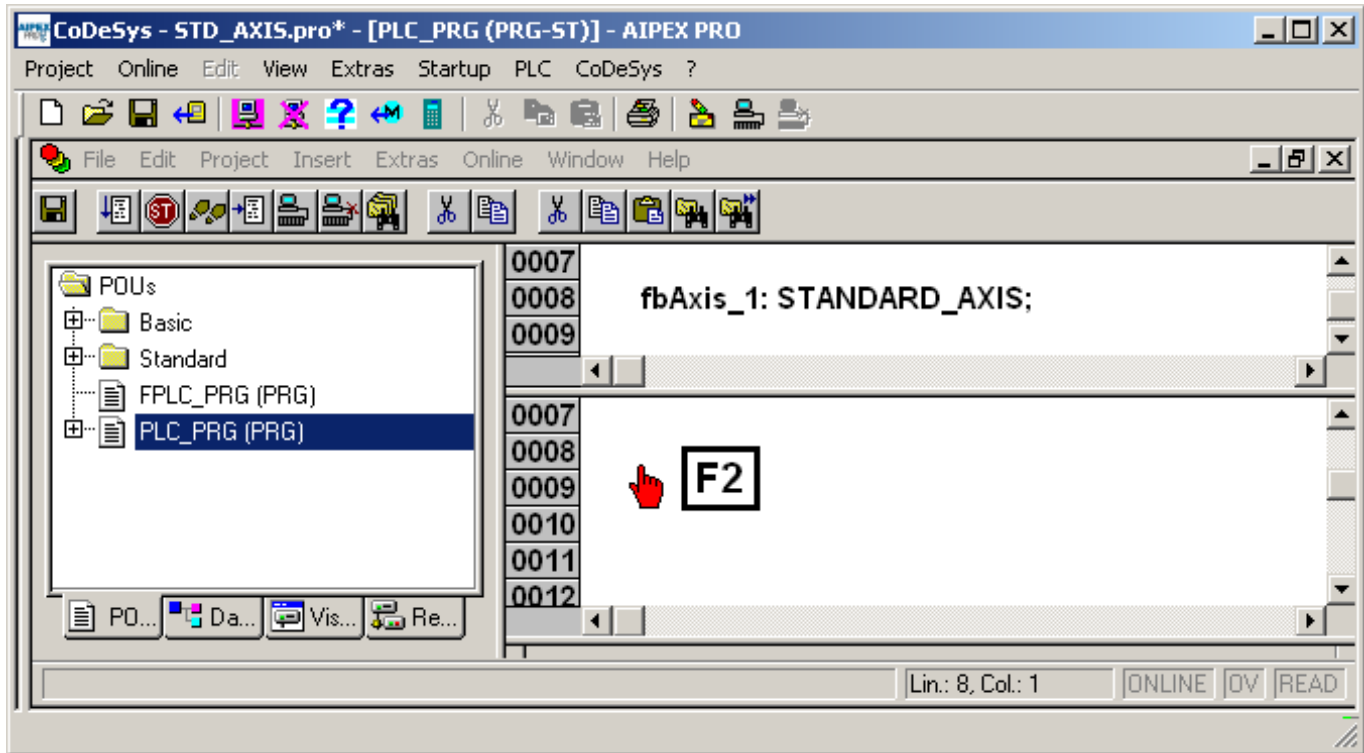 CoDeSys - STD_AXIS.pro* - [PLC_PRG (PRG-ST)] - AIPEX PRO
Project Online Edit View Extras Startup PLC CoDeSys ?
File Edit Project Insert Extras Online Window Help
POUs
Basic
Standard
FPLC_PRG (PRG)
PLC_PRG (PRG)
PO... Da... Vis... Re...
0007
0008 fbAxis_1: STANDARD_AXIS;
0009
0007
0008
0009 F2
0010
0011
0012
Lin.: 8, Col.: 1 ONLINE OV READ